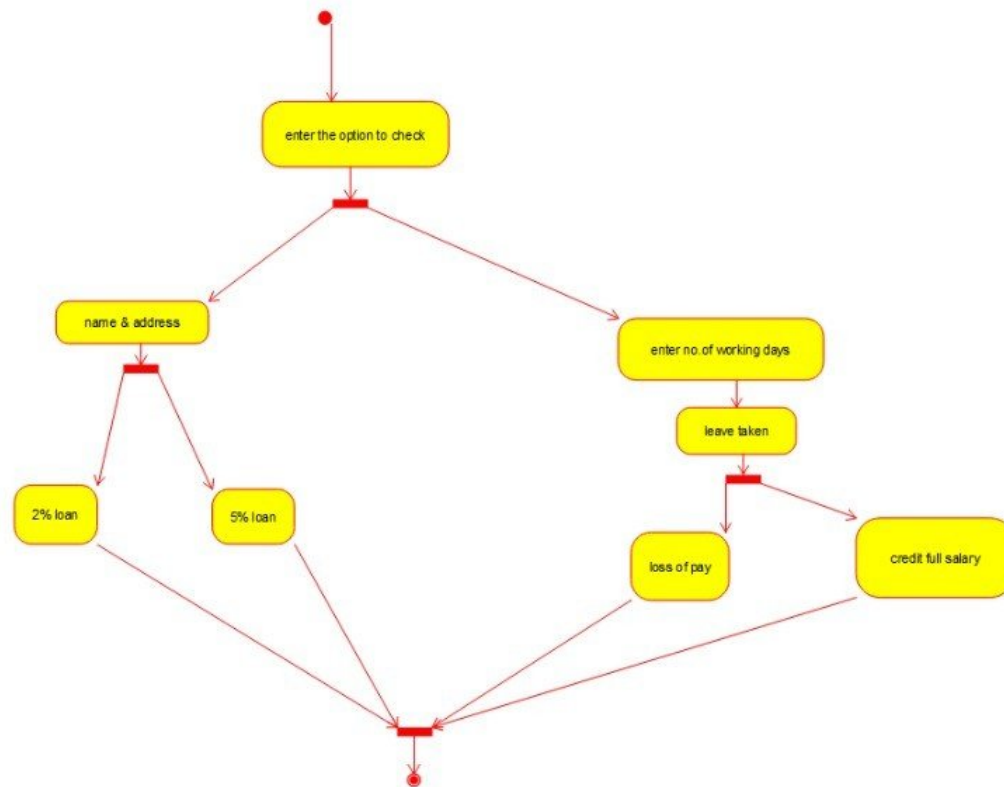 enter the option to check
name & address
enter no.of working days
leave taken
2% loan
5% loan
loss of pay
credit full salary